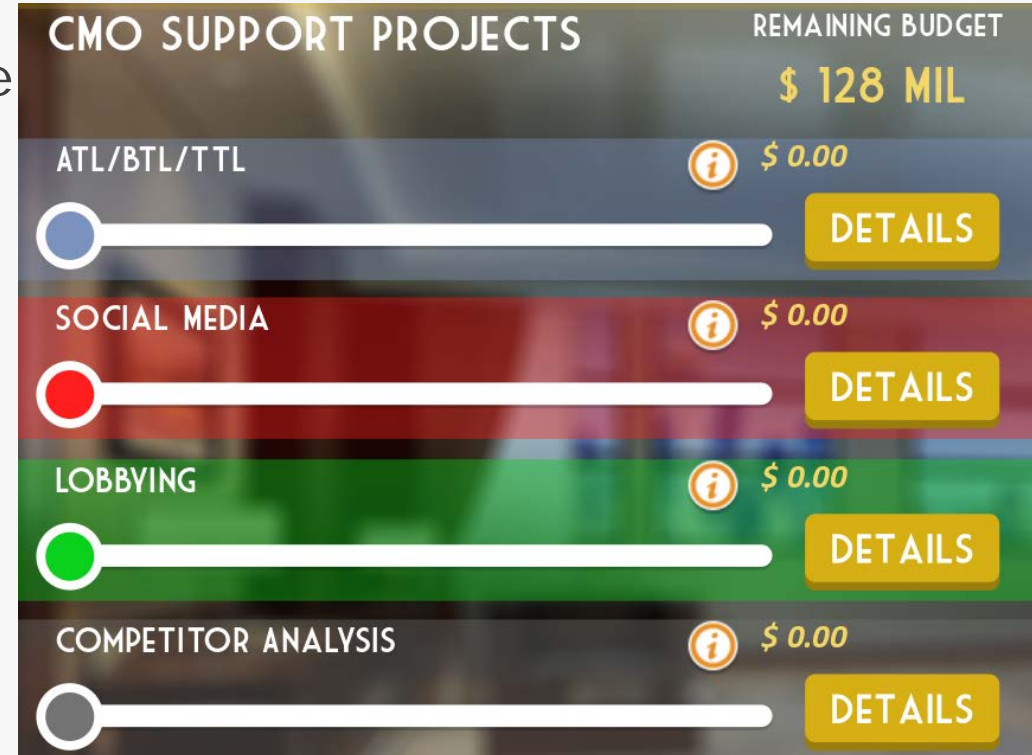 CMO SUPPORT PROJECTS
REMAINING BUDGET
e
$ 128 MIL
ATL/BTL/TTL
i
$ 0.00
DETAILS
SOCIAL MEDIA
i
$ 0.00
DETAILS
LOBBYING
i
$ 0.00
DETAILS
COMPETITOR ANALYSIS
i
$ 0.00
DETAILS